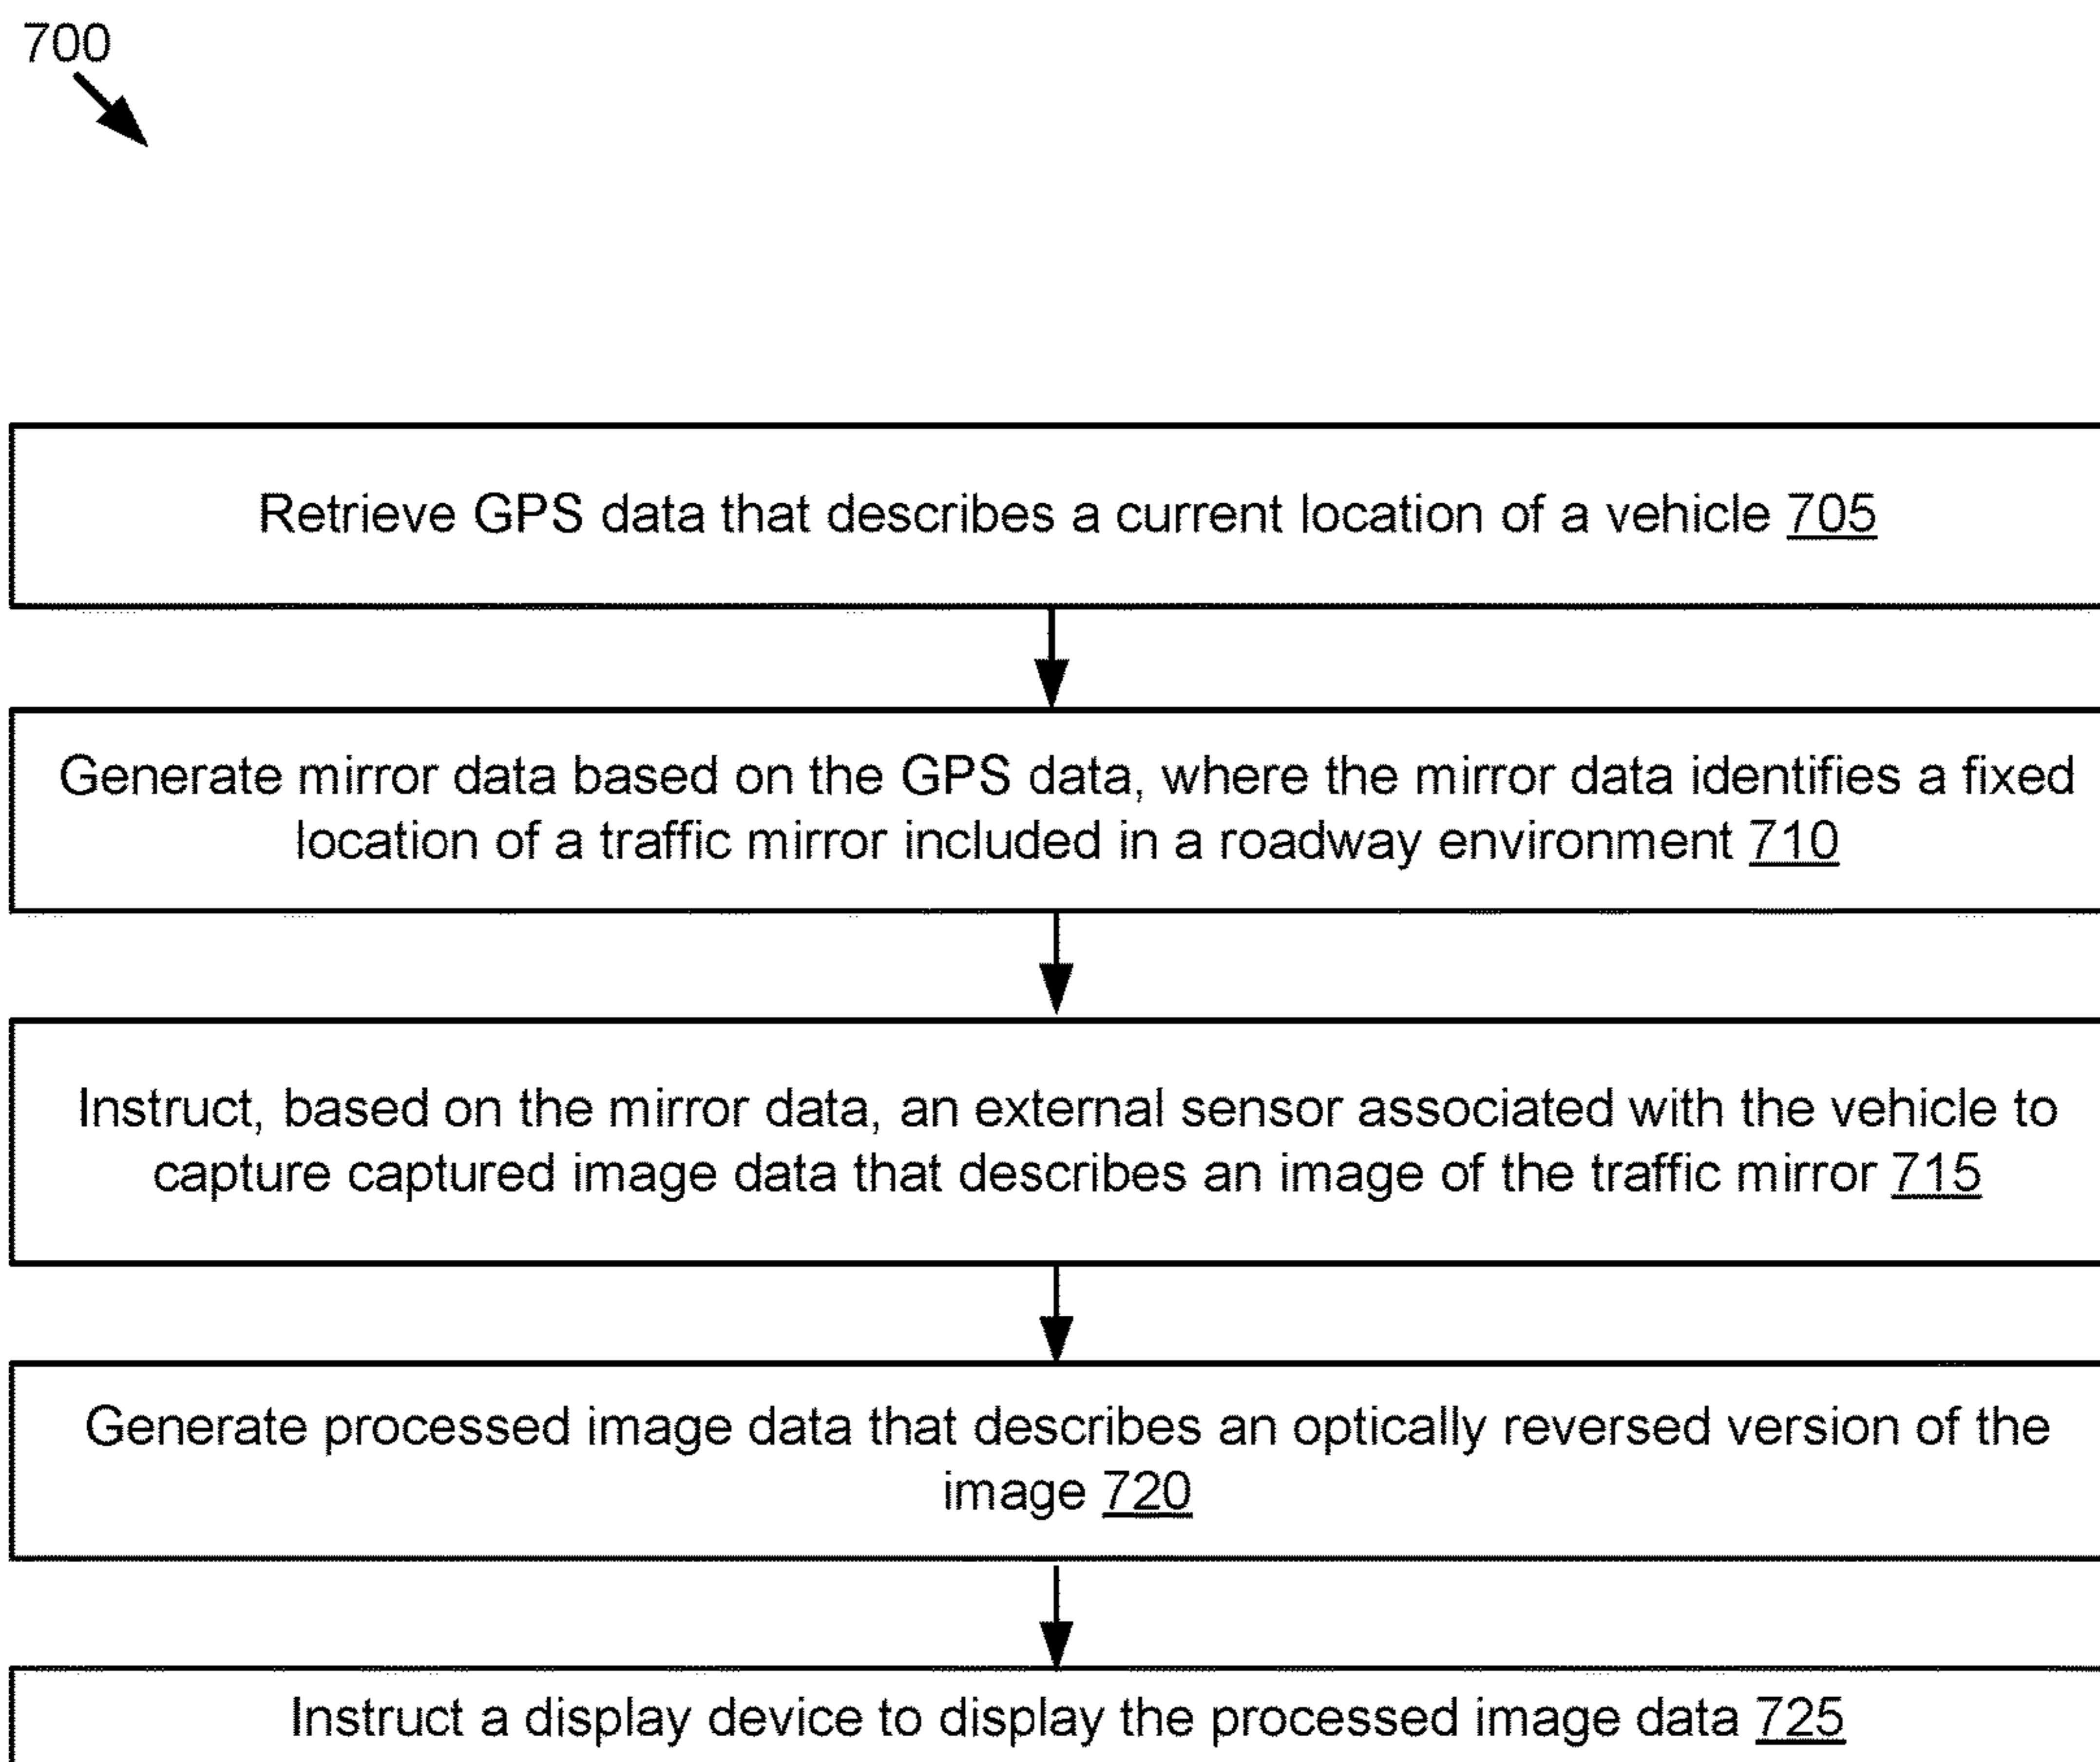 700
Retrieve GPS data that describes a current location of a vehicle 705
Generate mirror data based on the GPS data, where the mirror data identifies a fixed
location of a traffic mirror included in a roadway environment 710
Instruct, based on the mirror data, an external sensor associated with the vehicle to
capture captured image data that describes an image of the traffic mirror 715
Generate processed image data that describes an optically reversed version of the
image 720
Instruct a display device to display the processed image data 725